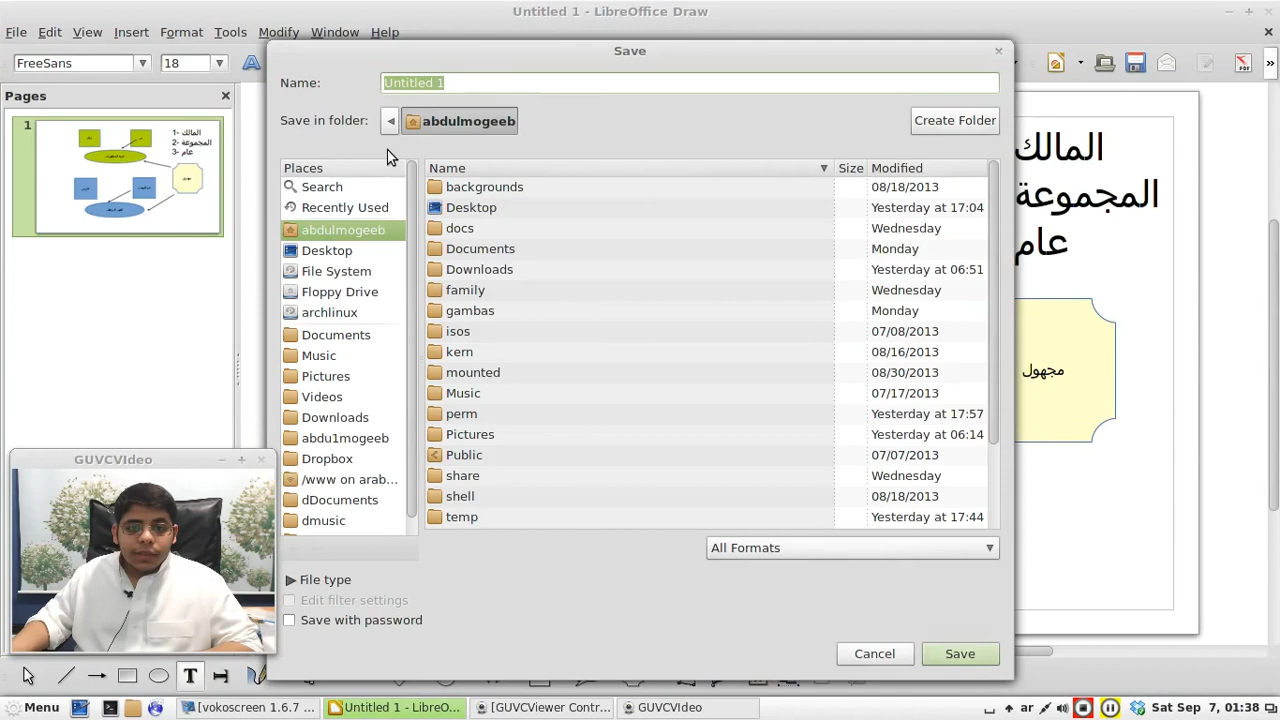 Untitled 1 - LibreOffice Draw
File Edit View Insert Format Tools Modify Window Help
FreeSans 18
Pages
1
1- المالك
2- المجموعة
3- عام
Save
Name: Untitled 1
Save in folder: abdulmogeeb Create Folder
Places
Search
Recently Used
abdulmogeeb
Desktop
File System
Floppy Drive
archlinux
Documents
Music
Pictures
Videos
Downloads
abdu1mogeeb
Dropbox
/www on arab...
dDocuments
dmusic
Name Size Modified
backgrounds 08/18/2013
Desktop Yesterday at 17:04
docs Wednesday
Documents Monday
Downloads Yesterday at 06:51
family Wednesday
gambas Monday
isos 07/08/2013
kern 08/16/2013
mounted 08/30/2013
Music 07/17/2013
perm Yesterday at 17:57
Pictures Yesterday at 06:14
Public 07/07/2013
share Wednesday
shell 08/18/2013
temp Yesterday at 17:44
All Formats
File type
Edit filter settings
Save with password
Cancel Save
المالك
المجموعة
عام
مجهول
GUVCVIdeo
Menu [vokoscreen 1.6.7 ... Untitled 1 - LibreO... [GUVCViewer Contr... GUVCVIdeo ar Sat Sep 7, 01:38